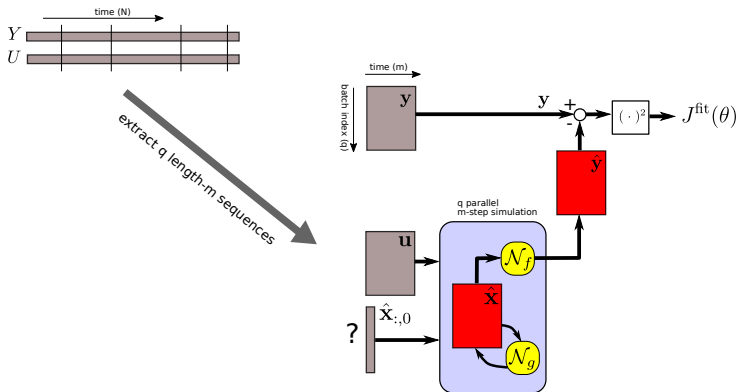 time (N)
Y
U
extract q length-m sequences
time (m)
batch index (q)
y
y
+
-
( · )²
J^fit(θ)
ŷ
q parallel
m-step simulation
u
𝒩_f
x̂
? x̂_{:,0}
𝒩_g